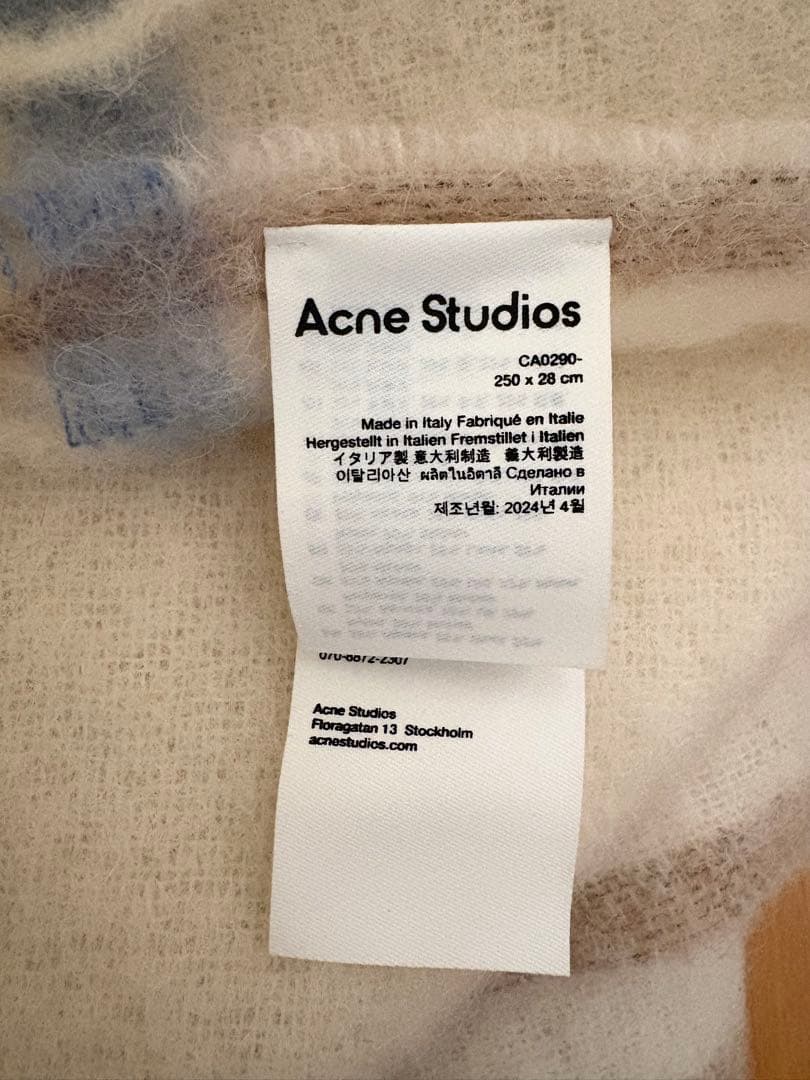 Acne Studios
CA0290-
250 x 28 cm
Made in Italy Fabriqué en Italie
Hergestellt in Italien Fremstillet i Italien
イタリア製 意大利制造 義大利製造
이탈리아산 ผลิตในอิตาลี Сделано в
Италии
제조년월: 2024년 4월
070-8872-2307
Acne Studios
Floragatan 13 Stockholm
acnestudios.com